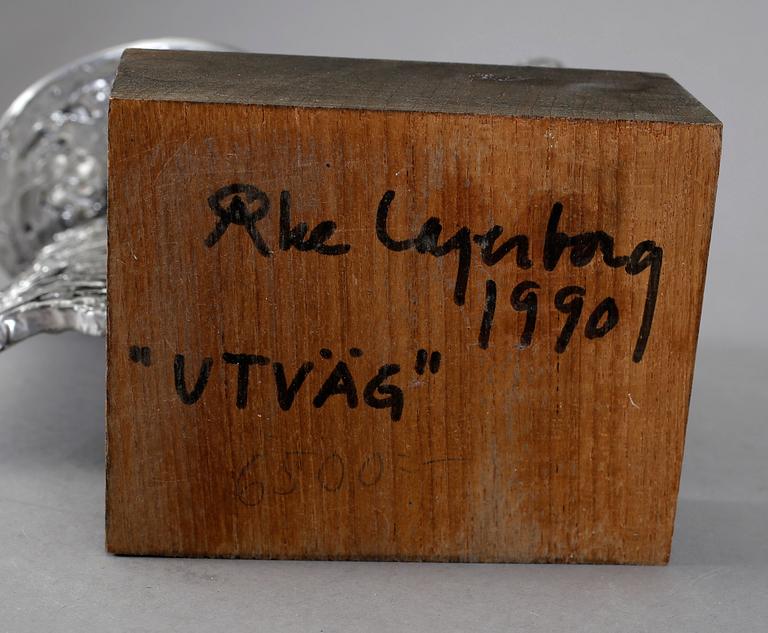 Åke Lagerborg
1990
"UTVÄG"
6500:-